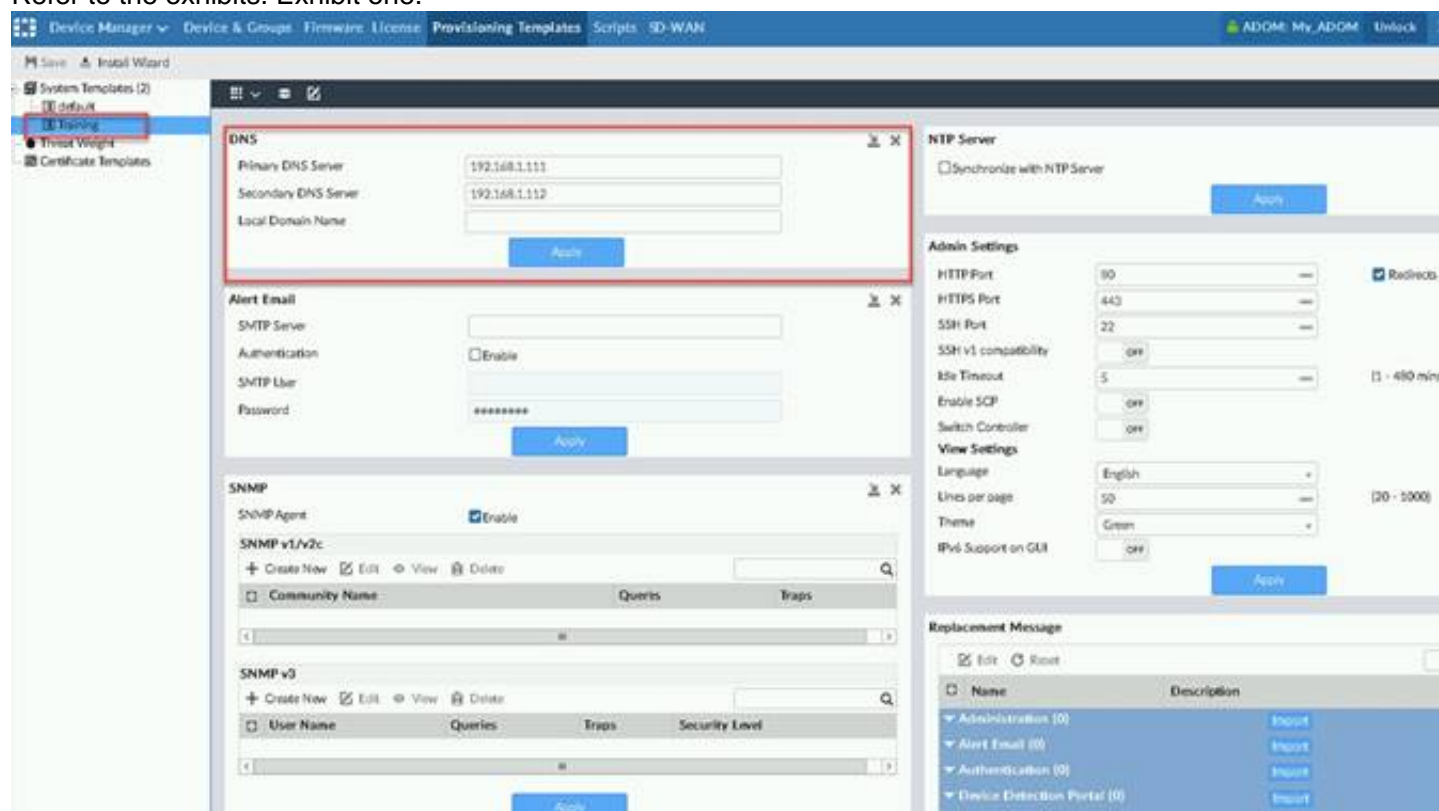 Refer to the exhibits. Exhibit one.
Device Manager Device & Groups Firmware License Provisioning Templates Scripts SD-WAN ADOM: My_ADOM Unlock
Save Install Wizard
System Templates (2)
default
Training
Threat Weight
Certificate Templates
DNS
Primary DNS Server 192.168.1.111
Secondary DNS Server 192.168.1.112
Local Domain Name
Apply
Alert Email
SMTP Server
Authentication Enable
SMTP User
Password ********
Apply
SNMP
SNMP Agent Enable
SNMP v1/v2c
Create New Edit View Delete
Community Name Queries Traps
SNMP v3
Create New Edit View Delete
User Name Queries Traps Security Level
Apply
NTP Server
Synchronize with NTP Server
Apply
Admin Settings
HTTP Port 80 Redirects
HTTPS Port 443
SSH Port 22
SSH v1 compatibility OFF
Idle Timeout 5 (1 - 480 mins
Enable SCP OFF
Switch Controller OFF
View Settings
Language English
Lines per page 50 (20 - 1000)
Theme Green
IPv6 Support on GUI OFF
Apply
Replacement Message
Edit Reset
Name Description
Administration (0) Import
Alert Email (0) Import
Authentication (0) Import
Device Detection Portal (0) Import